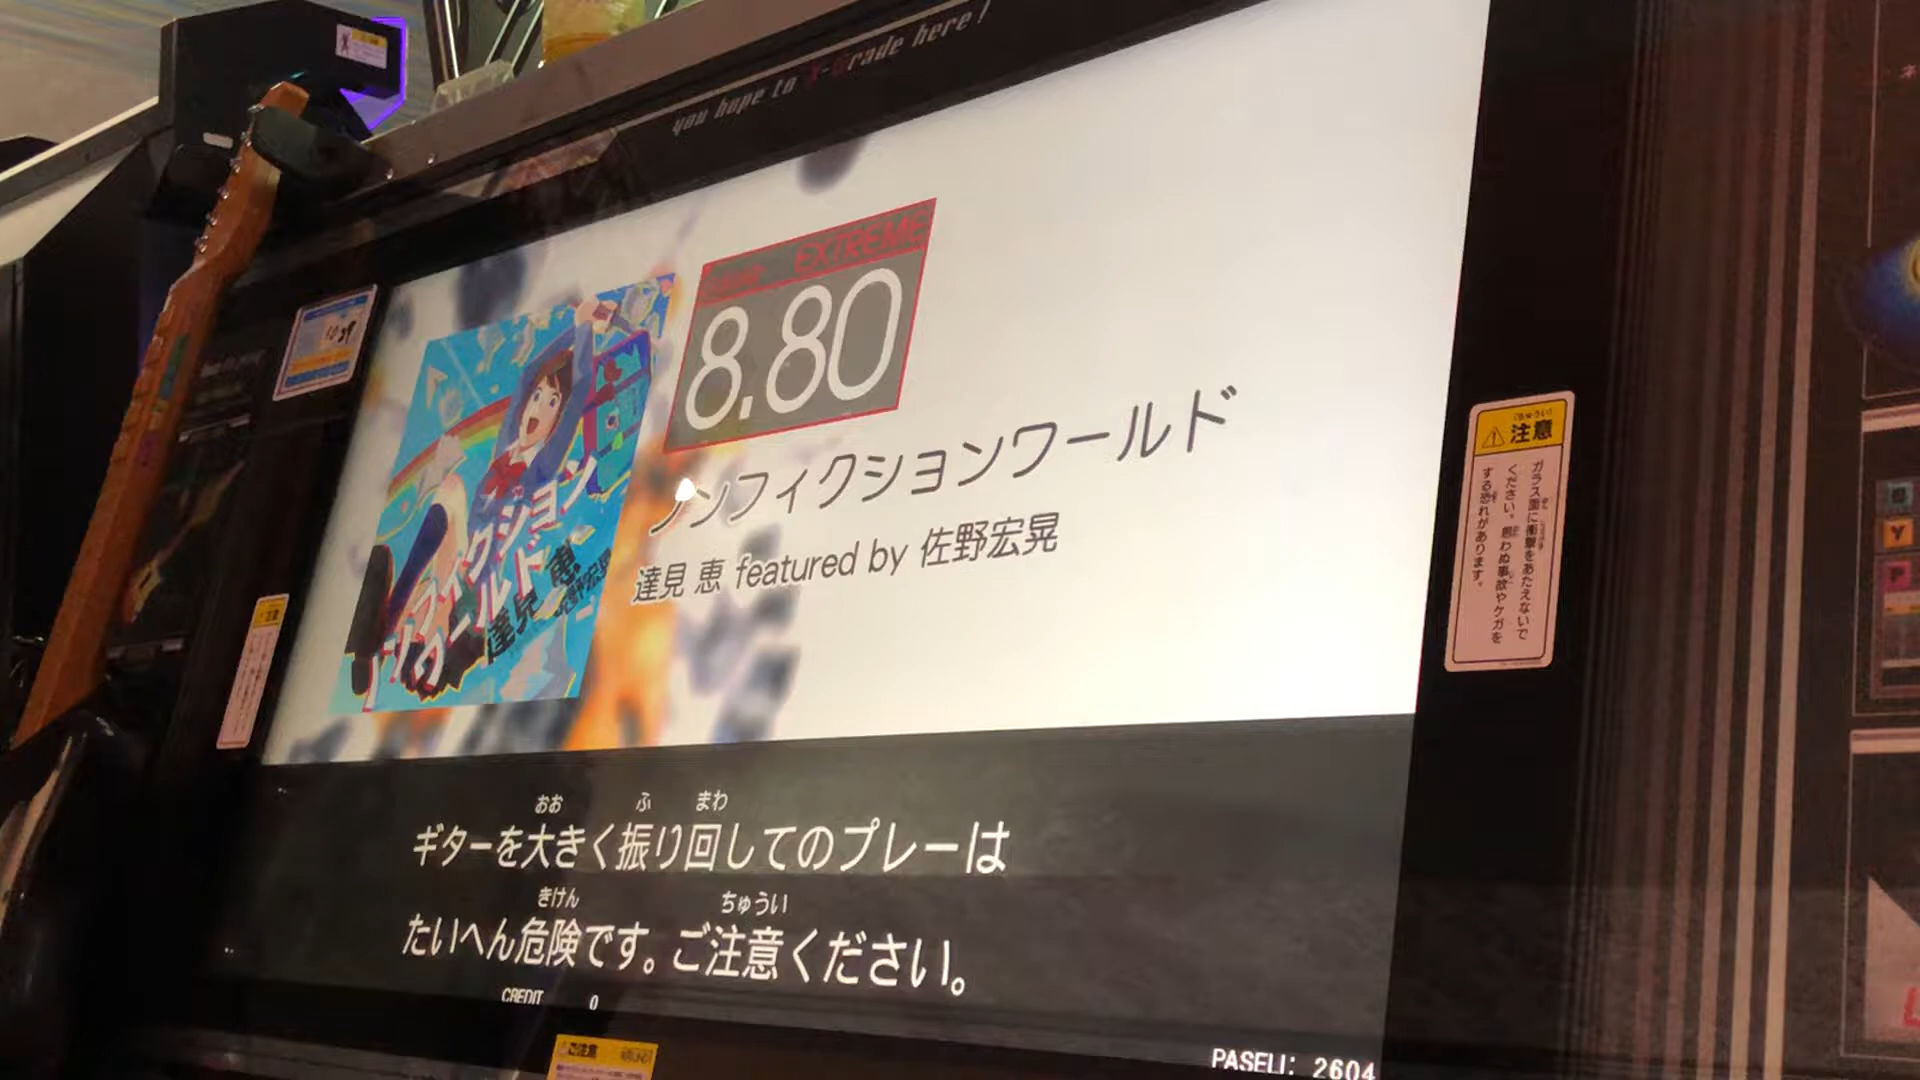 you hope to X-Grade here!
EXTREME
8.80
ノンフィクションワールド
達見 恵 featured by 佐野宏晃
ノンフィクション
ワールド
達見 恵
注意
ガラス面に衝撃をあたえないで
ください。思わぬ事故やケガを
する恐れがあります。
おお ふ まわ
ギターを大きく振り回してのプレーは
きけん ちゅうい
たいへん危険です。ご注意ください。
CREDIT 0
ご注意
PASELI: 2604